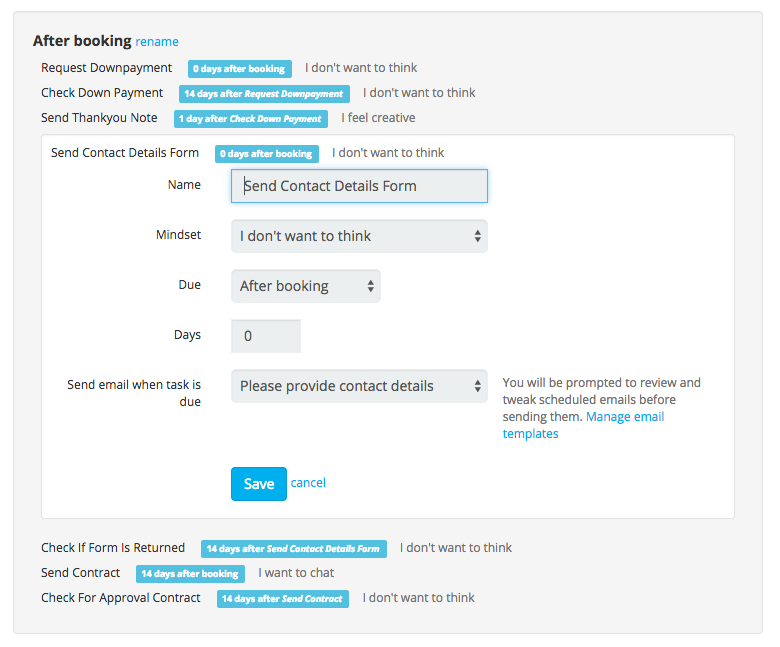 After booking rename
Request Downpayment 0 days after booking I don't want to think
Check Down Payment 14 days after Request Downpayment I don't want to think
Send Thankyou Note 1 day after Check Down Payment I feel creative
Send Contact Details Form 0 days after booking I don't want to think
Name Send Contact Details Form
Mindset I don't want to think
Due After booking
Days 0
Send email when task is due Please provide contact details
You will be prompted to review and
tweak scheduled emails before
sending them. Manage email
templates
Save cancel
Check If Form Is Returned 14 days after Send Contact Details Form I don't want to think
Send Contract 14 days after booking I want to chat
Check For Approval Contract 14 days after Send Contract I don't want to think